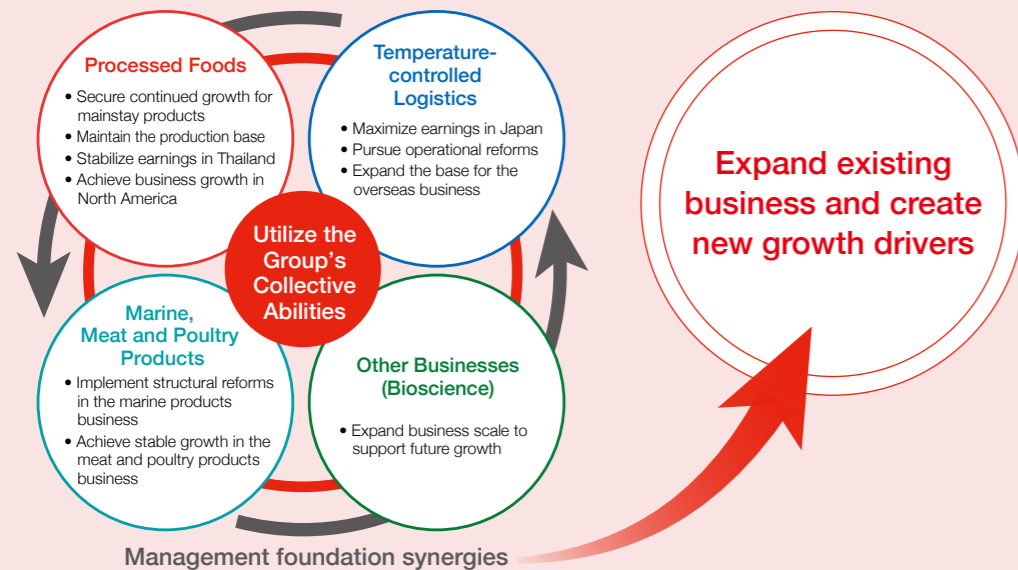 Processed Foods
• Secure continued growth for
mainstay products
• Maintain the production base
• Stabilize earnings in Thailand
• Achieve business growth in
North America
Temperature-
controlled
Logistics
• Maximize earnings in Japan
• Pursue operational reforms
• Expand the base for the
overseas business
Utilize the
Group's
Collective
Abilities
Marine,
Meat and Poultry
Products
• Implement structural reforms
in the marine products
business
• Achieve stable growth in the
meat and poultry products
business
Other Businesses
(Bioscience)
• Expand business scale to
support future growth
Management foundation synergies
Expand existing
business and create
new growth drivers